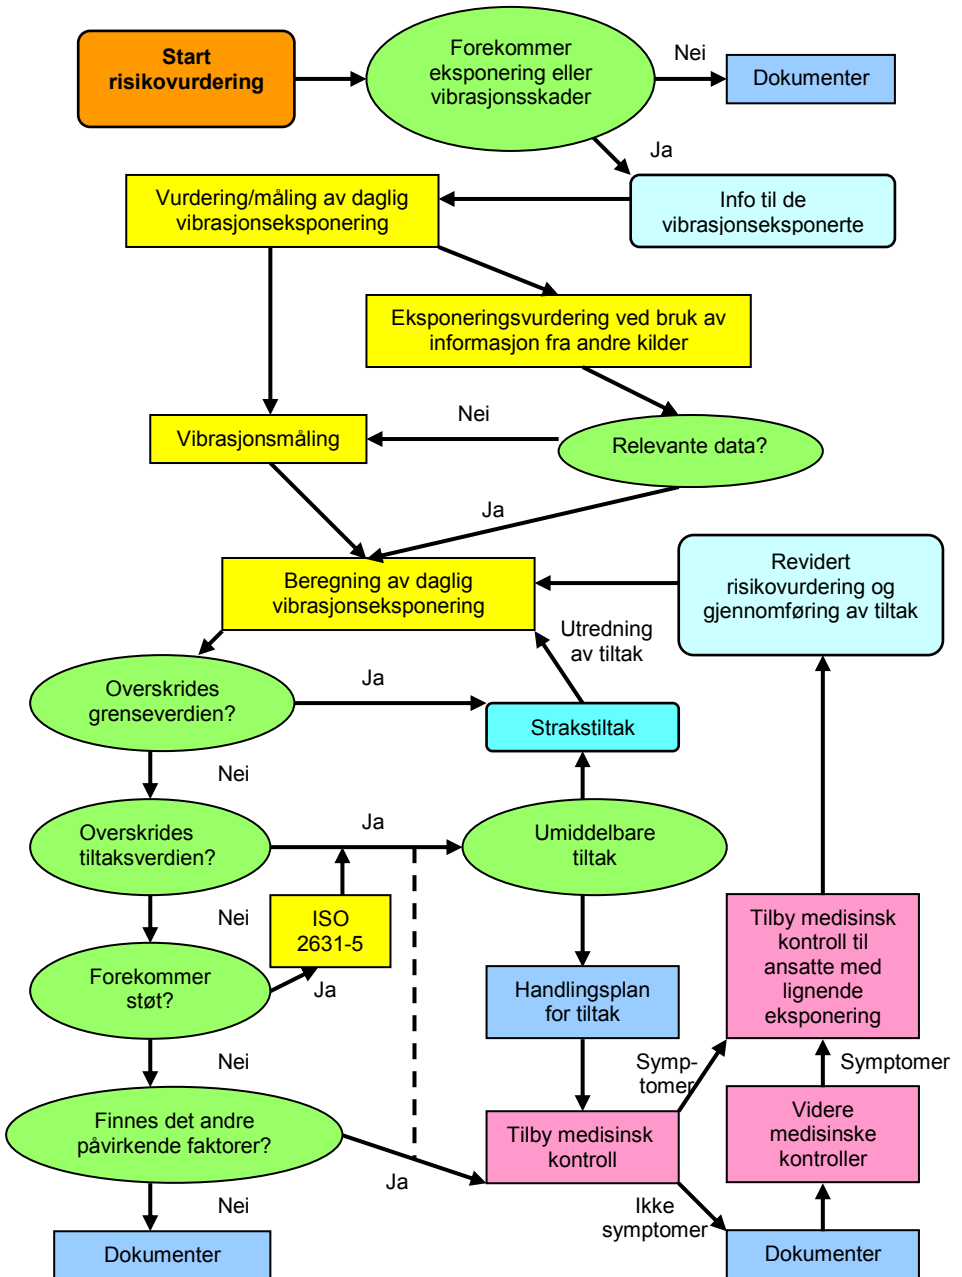 Start
risikovurdering
Forekommer
eksponering eller
vibrasjonsskader
Nei
Dokumenter
Ja
Vurdering/måling av daglig
vibrasjonseksponering
Info til de
vibrasjonseksponerte
Eksponeringsvurdering ved bruk av
informasjon fra andre kilder
Nei
Vibrasjonsmåling
Relevante data?
Ja
Beregning av daglig
vibrasjonseksponering
Revidert
risikovurdering og
gjennomføring av tiltak
Utredning
av tiltak
Overskrides
grenseverdien?
Ja
Strakstiltak
Nei
Overskrides
tiltaksverdien?
Ja
Umiddelbare
tiltak
Nei
ISO
2631-5
Tilby medisinsk
kontroll til
ansatte med
lignende
eksponering
Forekommer
støt?
Ja
Handlingsplan
for tiltak
Nei
Symp-
tomer
Symptomer
Finnes det andre
påvirkende faktorer?
Ja
Tilby medisinsk
kontroll
Videre
medisinske
kontroller
Nei
Ikke
symptomer
Dokumenter
Dokumenter